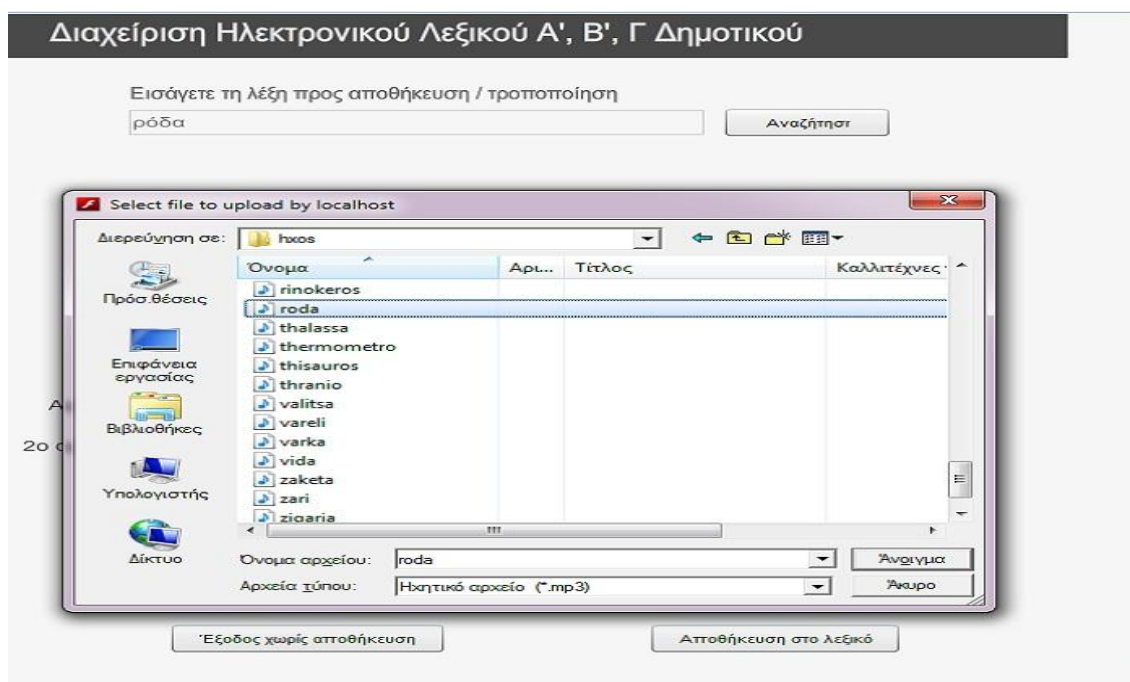 Διαχείριση Ηλεκτρονικού Λεξικού Α', Β', Γ Δημοτικού
Εισάγετε τη λέξη προς αποθήκευση / τροποποίηση
ρόδα
Αναζήτησr
Select file to upload by localhost
Διερεύνηση σε: hxos
Όνομα Αρι... Τίτλος Καλλιτέχνες
Πρόσ.θέσεις
Επιφάνεια
εργασίας
Βιβλιοθήκες
Υπολογιστής
Δίκτυο
rinokeros
roda
thalassa
thermometro
thisauros
thranio
valitsa
vareli
varka
vida
zaketa
zari
zigaria
A
2ο
Όνομα αρχείου: roda Άνοιγμα
Αρχεία τύπου: Ηχητικό αρχείο (*.mp3) Άκυρο
Έξοδος χωρίς αποθήκευση Αποθήκευση στο λεξικό